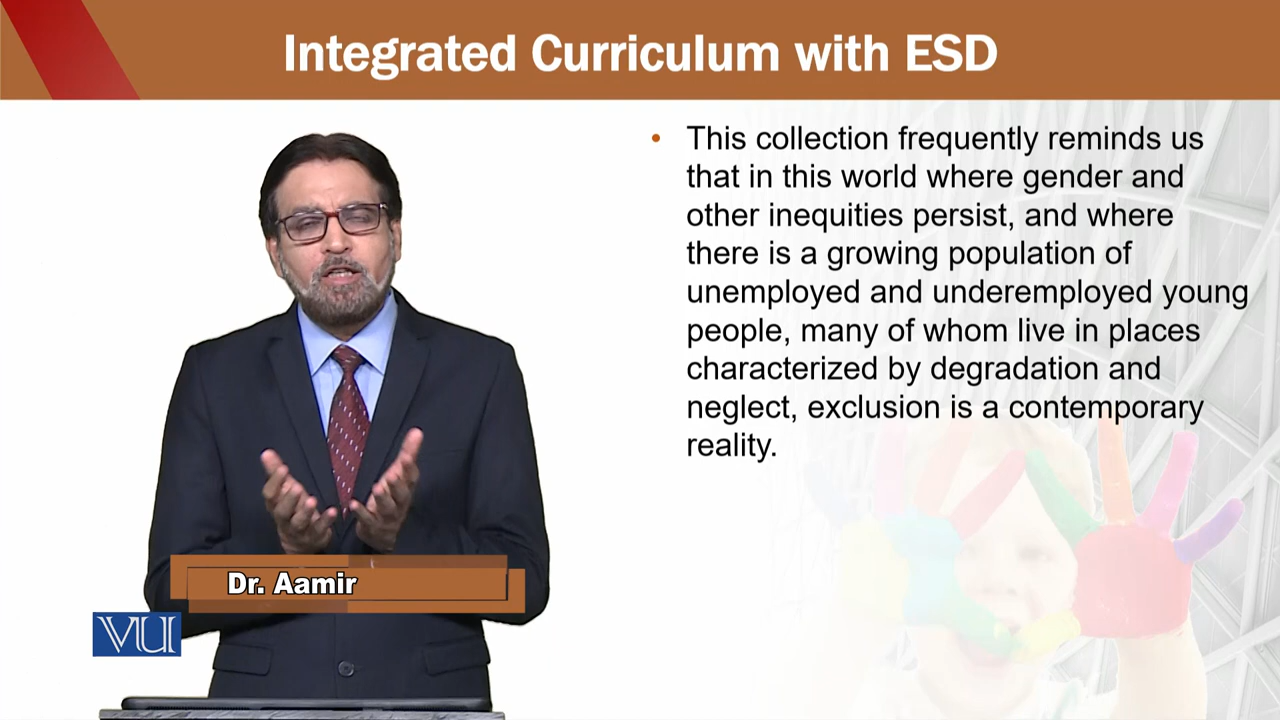 Integrated Curriculum with ESD
• This collection frequently reminds us
that in this world where gender and
other inequities persist, and where
there is a growing population of
unemployed and underemployed young
people, many of whom live in places
characterized by degradation and
neglect, exclusion is a contemporary
reality.
Dr. Aamir
VU